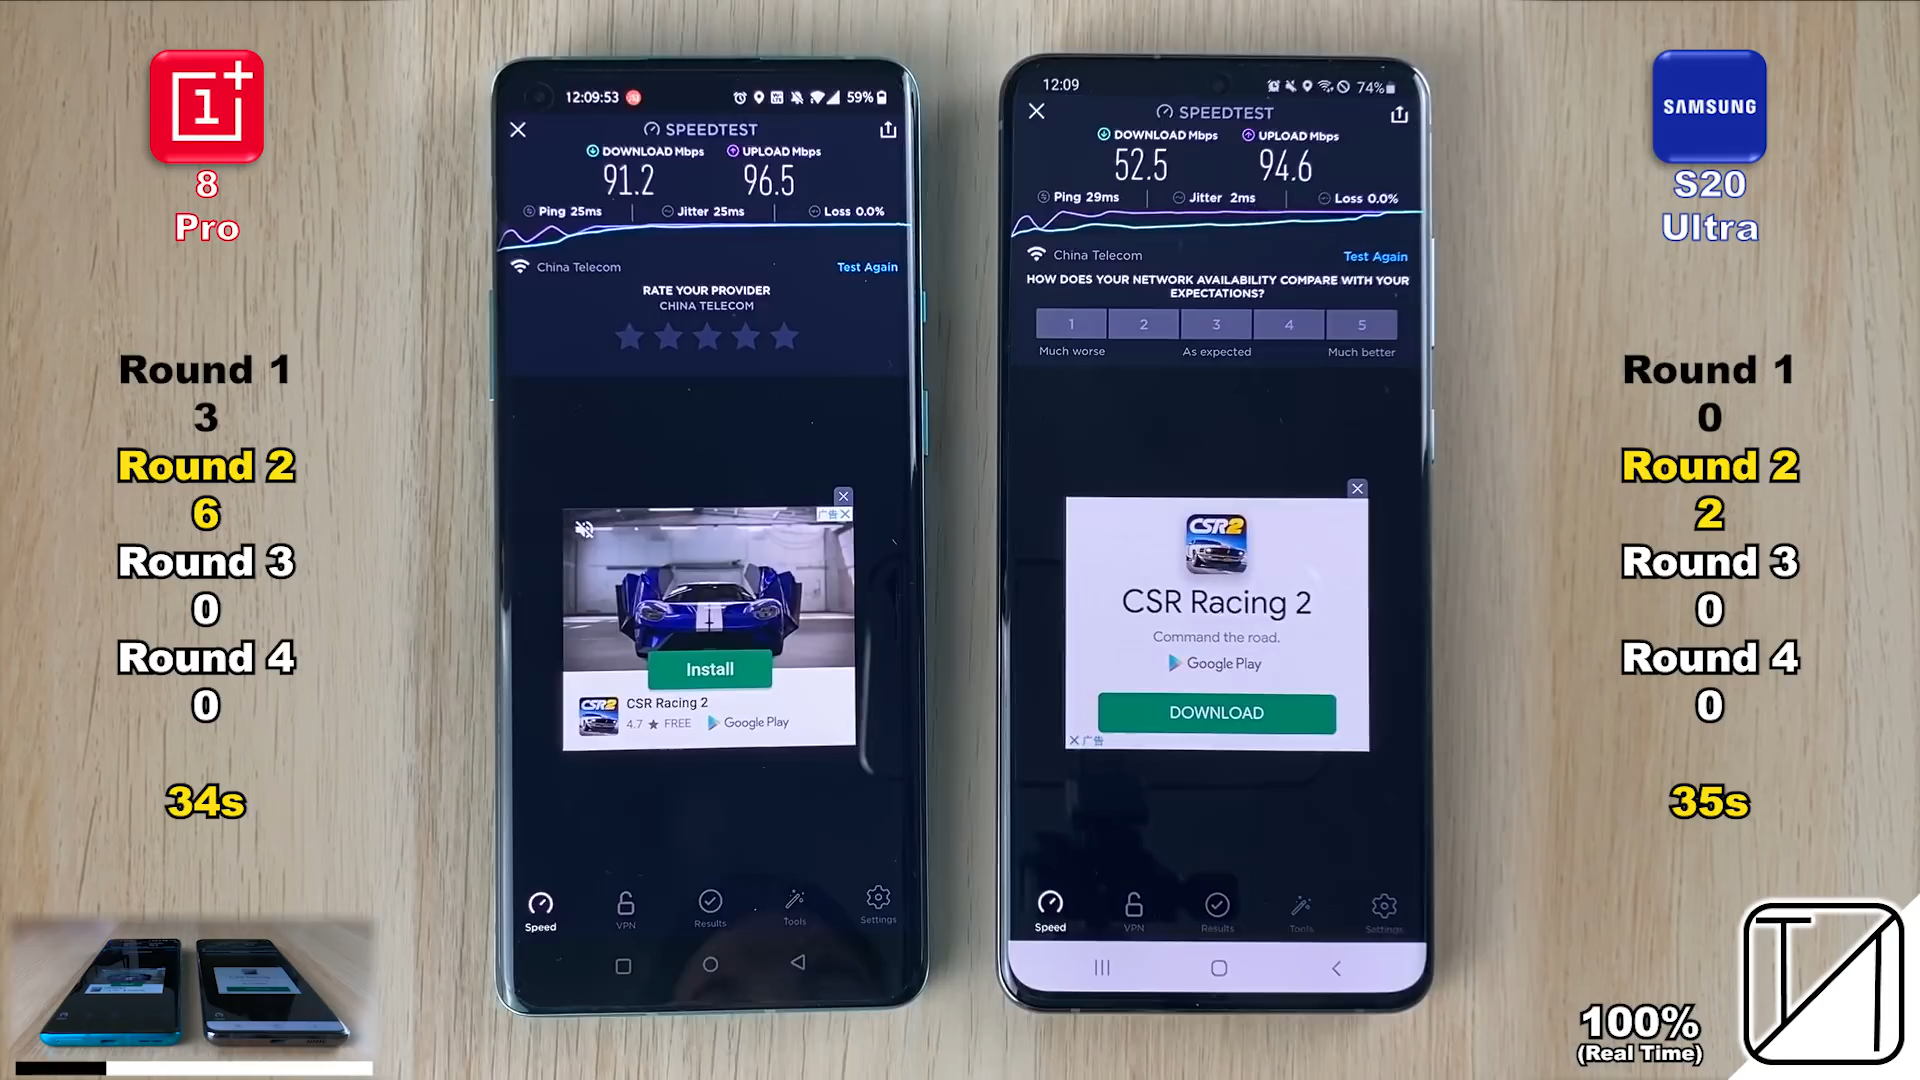 1+
8
Pro
Round 1
3
Round 2
6
Round 3
0
Round 4
0
34s
12:09:53
59%
SPEEDTEST
DOWNLOAD Mbps
UPLOAD Mbps
91.2
96.5
Ping 25ms
Jitter 25ms
Loss 0.0%
China Telecom
Test Again
RATE YOUR PROVIDER
CHINA TELECOM
广告
Install
CSR2
CSR Racing 2
4.7 ★ FREE
Google Play
Speed
VPN
Results
Tools
Settings
12:09
74%
SPEEDTEST
DOWNLOAD Mbps
UPLOAD Mbps
52.5
94.6
Ping 29ms
Jitter 2ms
Loss 0.0%
China Telecom
Test Again
HOW DOES YOUR NETWORK AVAILABILITY COMPARE WITH YOUR
EXPECTATIONS?
1 2 3 4 5
Much worse
As expected
Much better
CSR2
CSR Racing 2
Command the road.
Google Play
DOWNLOAD
广告
Speed
VPN
Results
Tools
Settings
SAMSUNG
S20
Ultra
Round 1
0
Round 2
2
Round 3
0
Round 4
0
35s
100%
(Real Time)